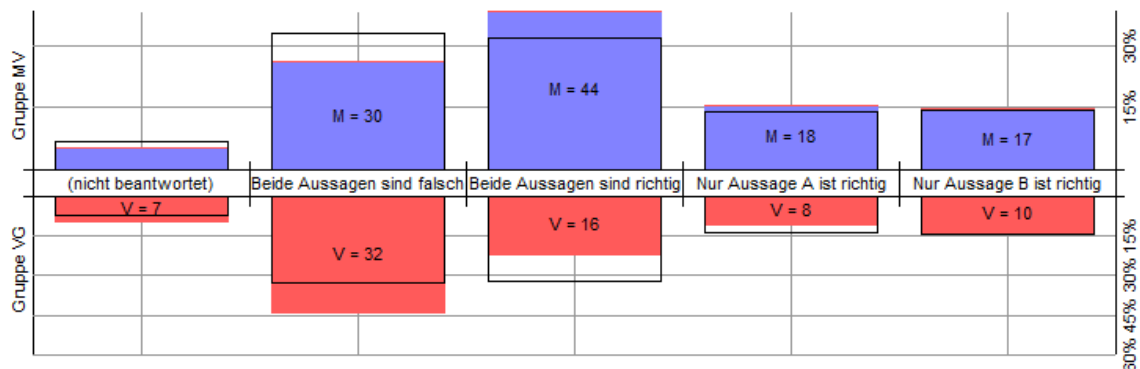 Gruppe MV
30%
15%
M = 30
M = 44
M = 18
M = 17
(nicht beantwortet)
Beide Aussagen sind falsch
Beide Aussagen sind richtig
Nur Aussage A ist richtig
Nur Aussage B ist richtig
V = 7
V = 32
V = 16
V = 8
V = 10
Gruppe VG
15%
30%
45%
60%